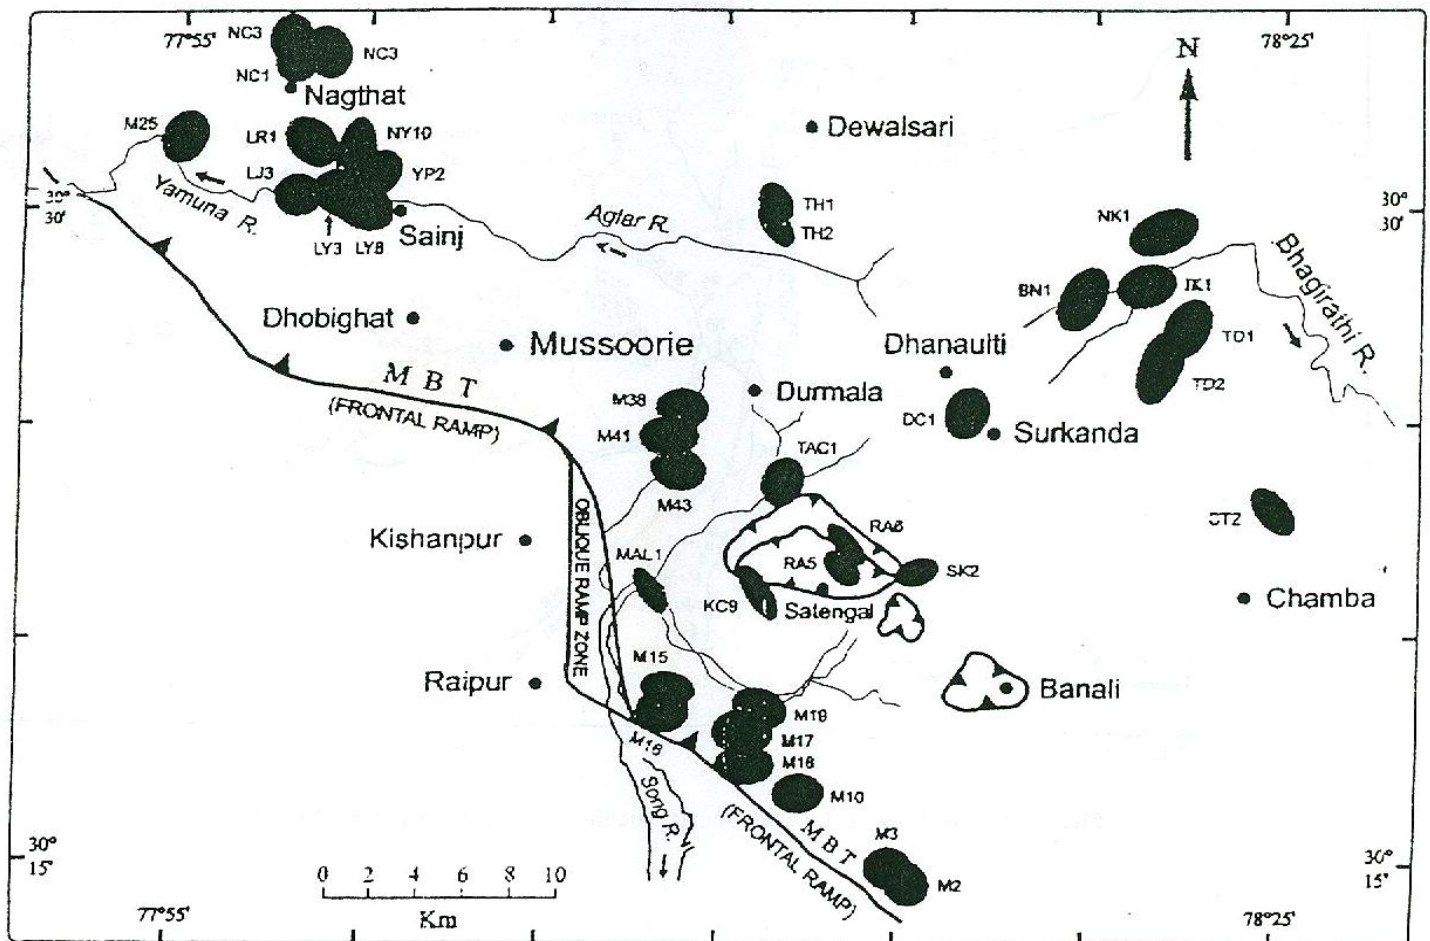 77°55'
78°25'
NC3
NC3
NC1
Nagthat
N
M25
LR1
NY10
Dewalsari
LJ3
YP2
30°
30'
Yamuna R.
LY3
LY8
Sainj
Aglar R.
TH1
TH2
NK1
30°
30'
Bhagirathi R.
BN1
JK1
Dhobighat
Mussoorie
Dhanaulti
TD1
TD2
MBT
(FRONTAL RAMP)
M38
Durmala
DC1
Surkanda
M41
TAC1
M43
OBLIQUE RAMP ZONE
Kishanpur
MAL1
RA6
RA5
SK2
KC9
Satengal
Chamba
M15
Raipur
Banali
M16
M19
M17
M18
Song R.
M10
MBT
(FRONTAL RAMP)
M3
M2
30°
15'
30°
15'
0 2 4 6 8 10
Km
77°55'
78°25'